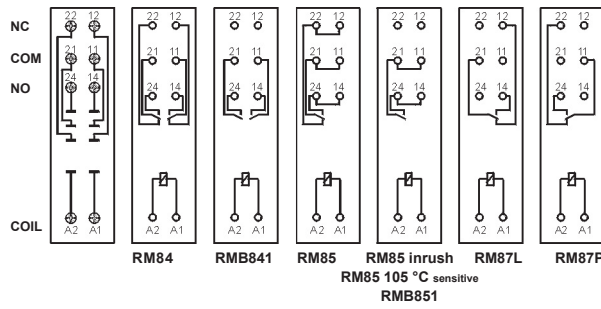 NC 22 12 22 12 22 12 22 12 22 12 22 12 22 12
COM 21 11 21 11 21 11 21 11 21 11 21 11 21 11
NO 24 14 24 14 24 14 24 14 24 14 24 14 24 14
COIL A2 A1 A2 A1 A2 A1 A2 A1 A2 A1 A2 A1 A2 A1
RM84 RMB841 RM85 RM85 inrush RM87L RM87P
RM85 105 °C sensitive
RMB851